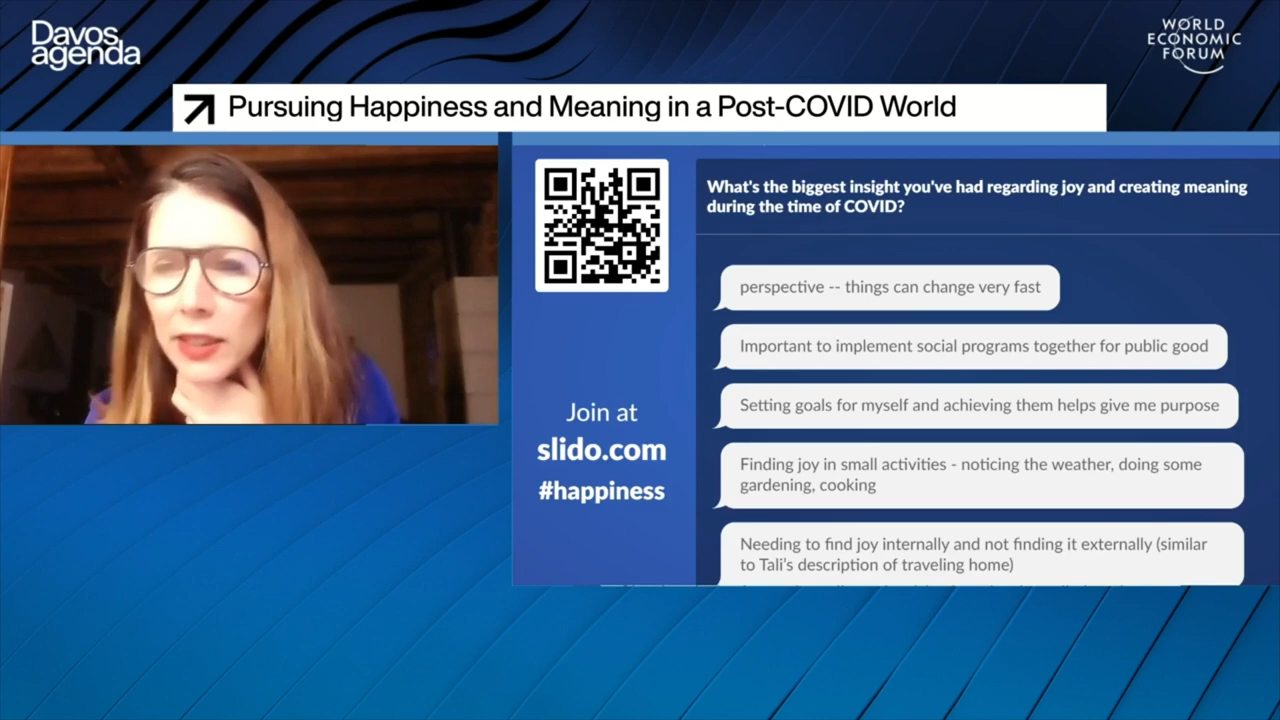 Davos
agenda
WORLD
ECONOMIC
FORUM
Pursuing Happiness and Meaning in a Post-COVID World
What's the biggest insight you've had regarding joy and creating meaning
during the time of COVID?
perspective -- things can change very fast
Important to implement social programs together for public good
Setting goals for myself and achieving them helps give me purpose
Finding joy in small activities - noticing the weather, doing some
gardening, cooking
Needing to find joy internally and not finding it externally (similar
to Tali's description of traveling home)
Join at
slido.com
#happiness